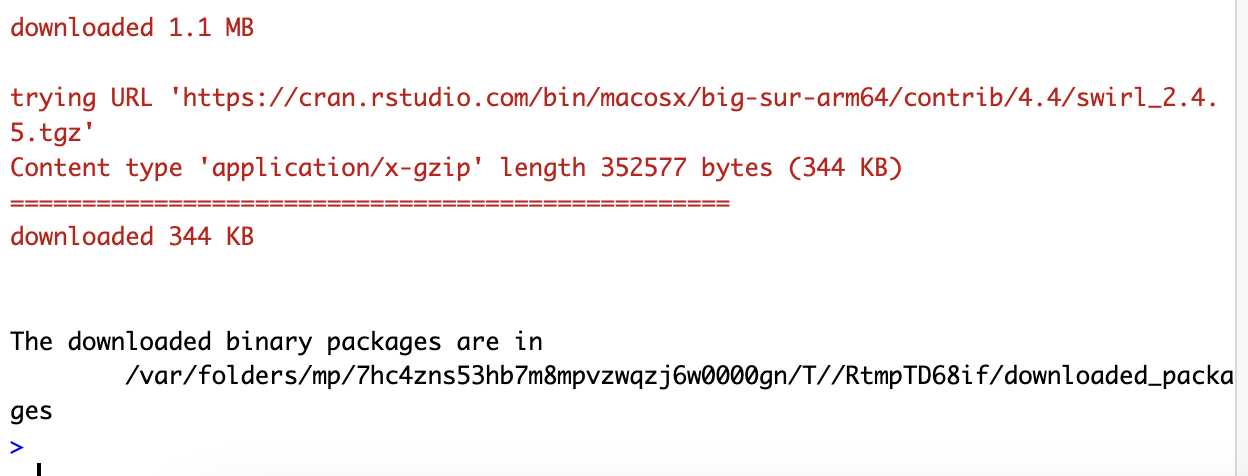 downloaded 1.1 MB
trying URL 'https://cran.rstudio.com/bin/macosx/big-sur-arm64/contrib/4.4/swirl_2.4.
5.tgz'
Content type 'application/x-gzip' length 352577 bytes (344 KB)
==================================================
downloaded 344 KB
The downloaded binary packages are in
        /var/folders/mp/7hc4zns53hb7m8mpvzwqzj6w0000gn/T//RtmpTD68if/downloaded_packa
ges
>